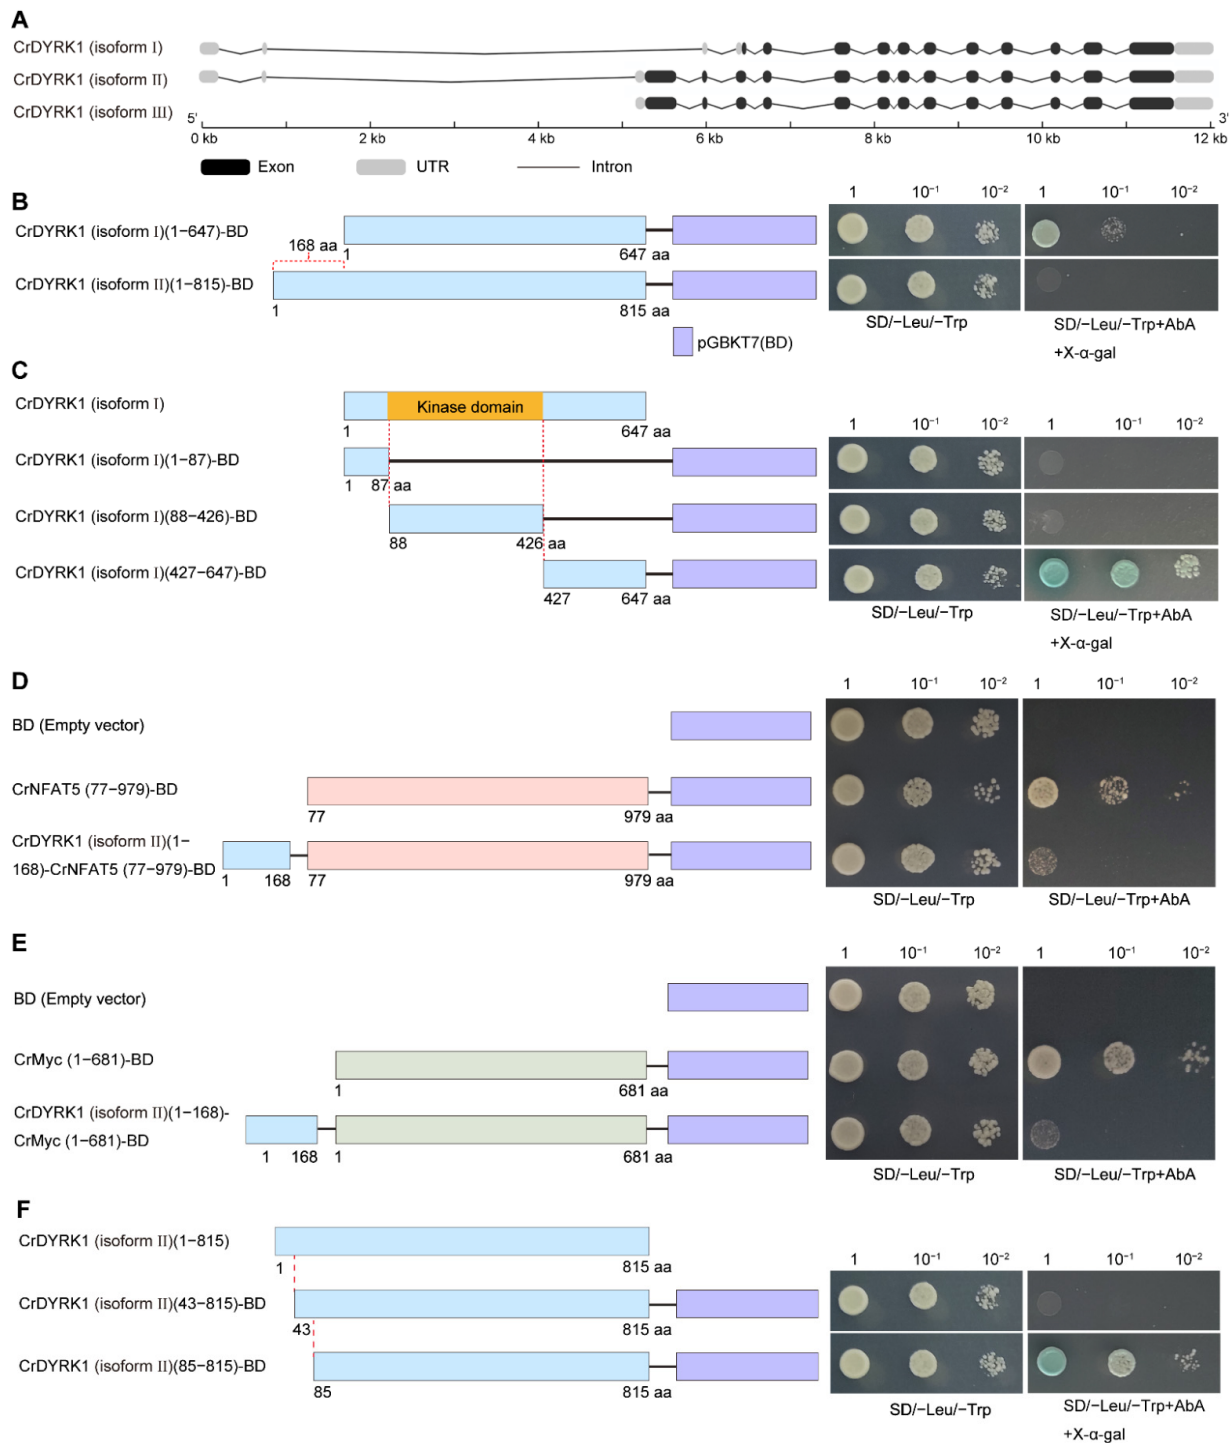 A
CrDYRK1 (isoform I)
CrDYRK1 (isoform II)
CrDYRK1 (isoform III)
5' 3'
0 kb 2 kb 4 kb 6 kb 8 kb 10 kb 12 kb
Exon UTR Intron
B
1 10⁻¹ 10⁻² 1 10⁻¹ 10⁻²
CrDYRK1 (isoform I)(1−647)-BD
168 aa 1 647 aa
CrDYRK1 (isoform II)(1−815)-BD
1 815 aa
SD/−Leu/−Trp SD/−Leu/−Trp+AbA
+X-α-gal
pGBKT7(BD)
C
CrDYRK1 (isoform I) Kinase domain
1 647 aa
1 10⁻¹ 10⁻² 1 10⁻¹ 10⁻²
CrDYRK1 (isoform I)(1−87)-BD
1 87 aa
CrDYRK1 (isoform I)(88−426)-BD
88 426 aa
CrDYRK1 (isoform I)(427−647)-BD
427 647 aa
SD/−Leu/−Trp SD/−Leu/−Trp+AbA
+X-α-gal
D
1 10⁻¹ 10⁻² 1 10⁻¹ 10⁻²
BD (Empty vector)
CrNFAT5 (77−979)-BD
77 979 aa
CrDYRK1 (isoform II)(1−
168)-CrNFAT5 (77−979)-BD
1 168 77 979 aa
SD/−Leu/−Trp SD/−Leu/−Trp+AbA
E
1 10⁻¹ 10⁻² 1 10⁻¹ 10⁻²
BD (Empty vector)
CrMyc (1−681)-BD
1 681 aa
CrDYRK1 (isoform II)(1−168)-
CrMyc (1−681)-BD
1 168 1 681 aa
SD/−Leu/−Trp SD/−Leu/−Trp+AbA
F
CrDYRK1 (isoform II)(1−815)
1 815 aa
1 10⁻¹ 10⁻² 1 10⁻¹ 10⁻²
CrDYRK1 (isoform II)(43−815)-BD
43 815 aa
CrDYRK1 (isoform II)(85−815)-BD
85 815 aa
SD/−Leu/−Trp SD/−Leu/−Trp+AbA
+X-α-gal